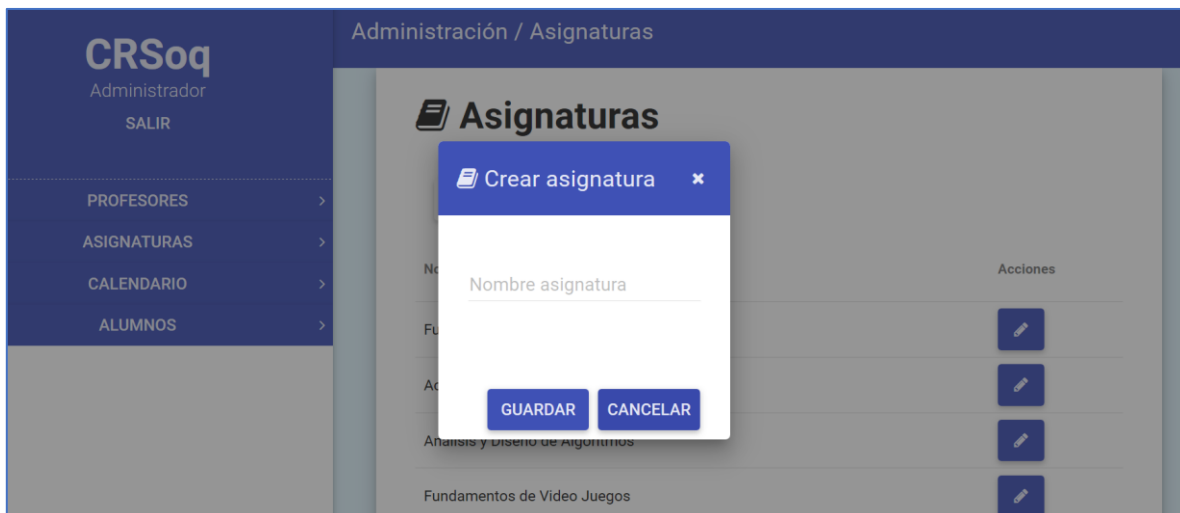 CRSoq
Administrador
SALIR
PROFESORES
ASIGNATURAS
CALENDARIO
ALUMNOS
Administración / Asignaturas
Asignaturas
Crear asignatura
Nombre asignatura
GUARDAR CANCELAR
Acciones
Análisis y Diseño de Algoritmos
Fundamentos de Video Juegos